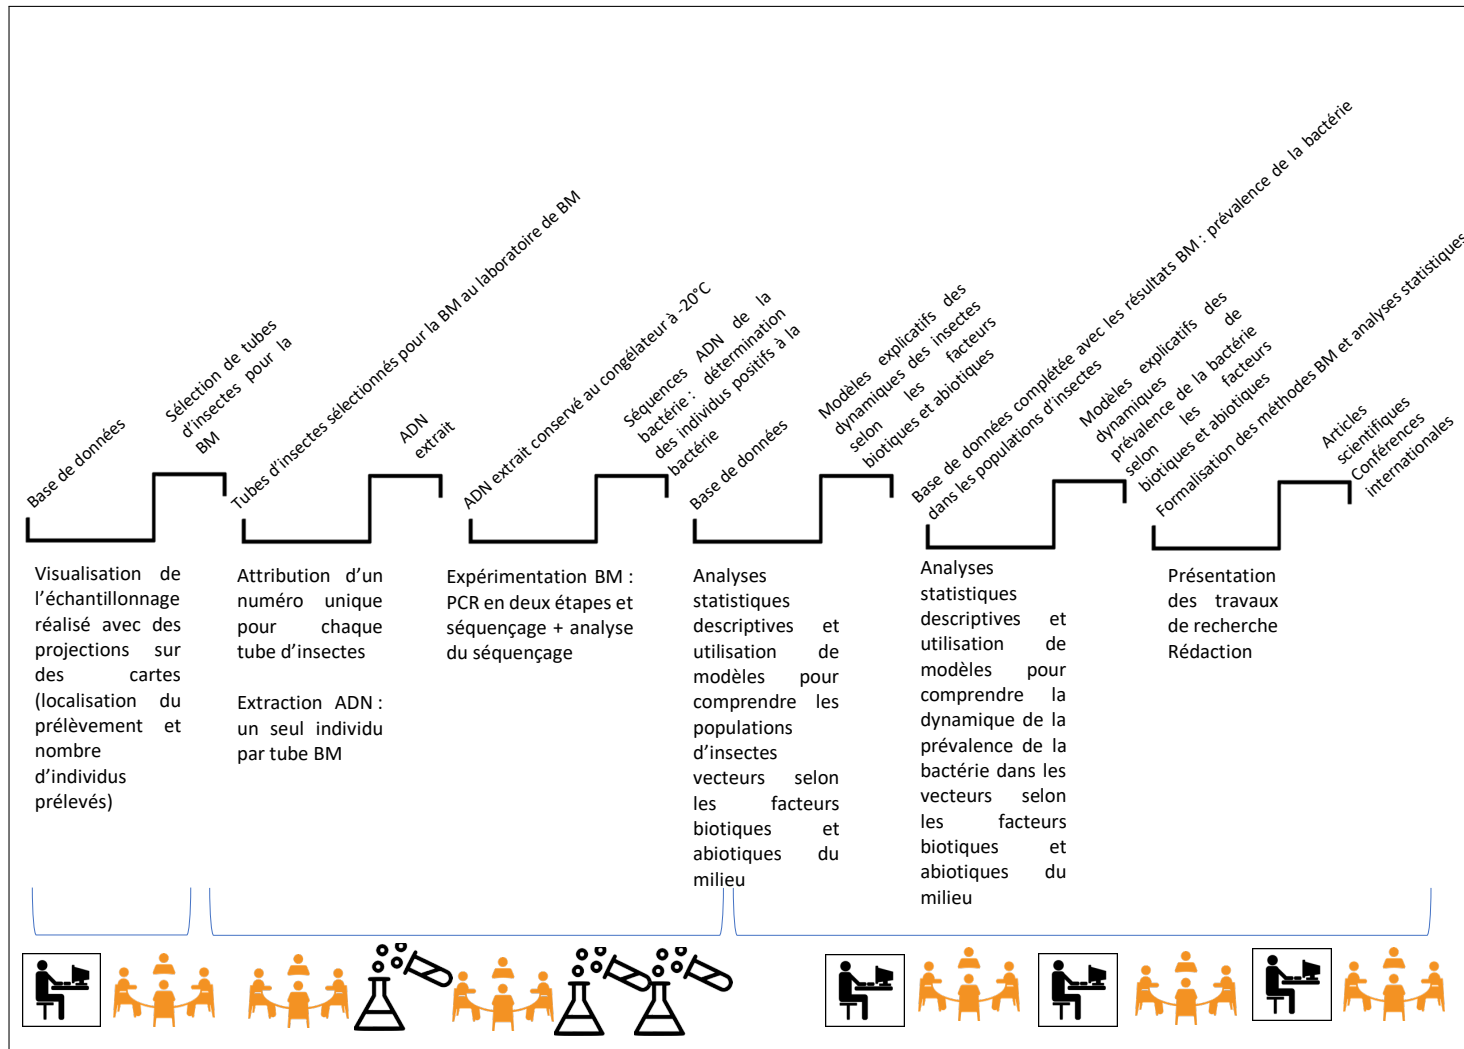 Base de données
Sélection de tubes
d’insectes pour la
BM
Tubes d’insectes sélectionnés pour la BM au laboratoire de BM
ADN
extrait
ADN extrait conservé au congélateur à -20°C
Séquences ADN de la
bactérie : détermination
des individus positifs à la
bactérie
Base de données
Modèles explicatifs des
dynamiques des insectes
selon les facteurs
biotiques et abiotiques
Base de données complétée avec les résultats BM : prévalence de la bactérie
dans les populations d’insectes
Modèles explicatifs des
dynamiques de
prévalence de la bactérie
selon les facteurs
biotiques et abiotiques
Formalisation des méthodes BM et analyses statistiques
Articles
scientifiques
Conférences
internationales
Visualisation de
l’échantillonnage
réalisé avec des
projections sur
des cartes
(localisation du
prélèvement et
nombre
d’individus
prélevés)
Attribution d’un
numéro unique
pour chaque
tube d’insectes
Extraction ADN :
un seul individu
par tube BM
Expérimentation BM :
PCR en deux étapes et
séquençage + analyse
du séquençage
Analyses
statistiques
descriptives et
utilisation de
modèles pour
comprendre les
populations
d’insectes
vecteurs selon
les facteurs
biotiques et
abiotiques du
milieu
Analyses
statistiques
descriptives et
utilisation de
modèles pour
comprendre la
dynamique de la
prévalence de la
bactérie dans les
vecteurs selon
les facteurs
biotiques et
abiotiques du
milieu
Présentation
des travaux
de recherche
Rédaction